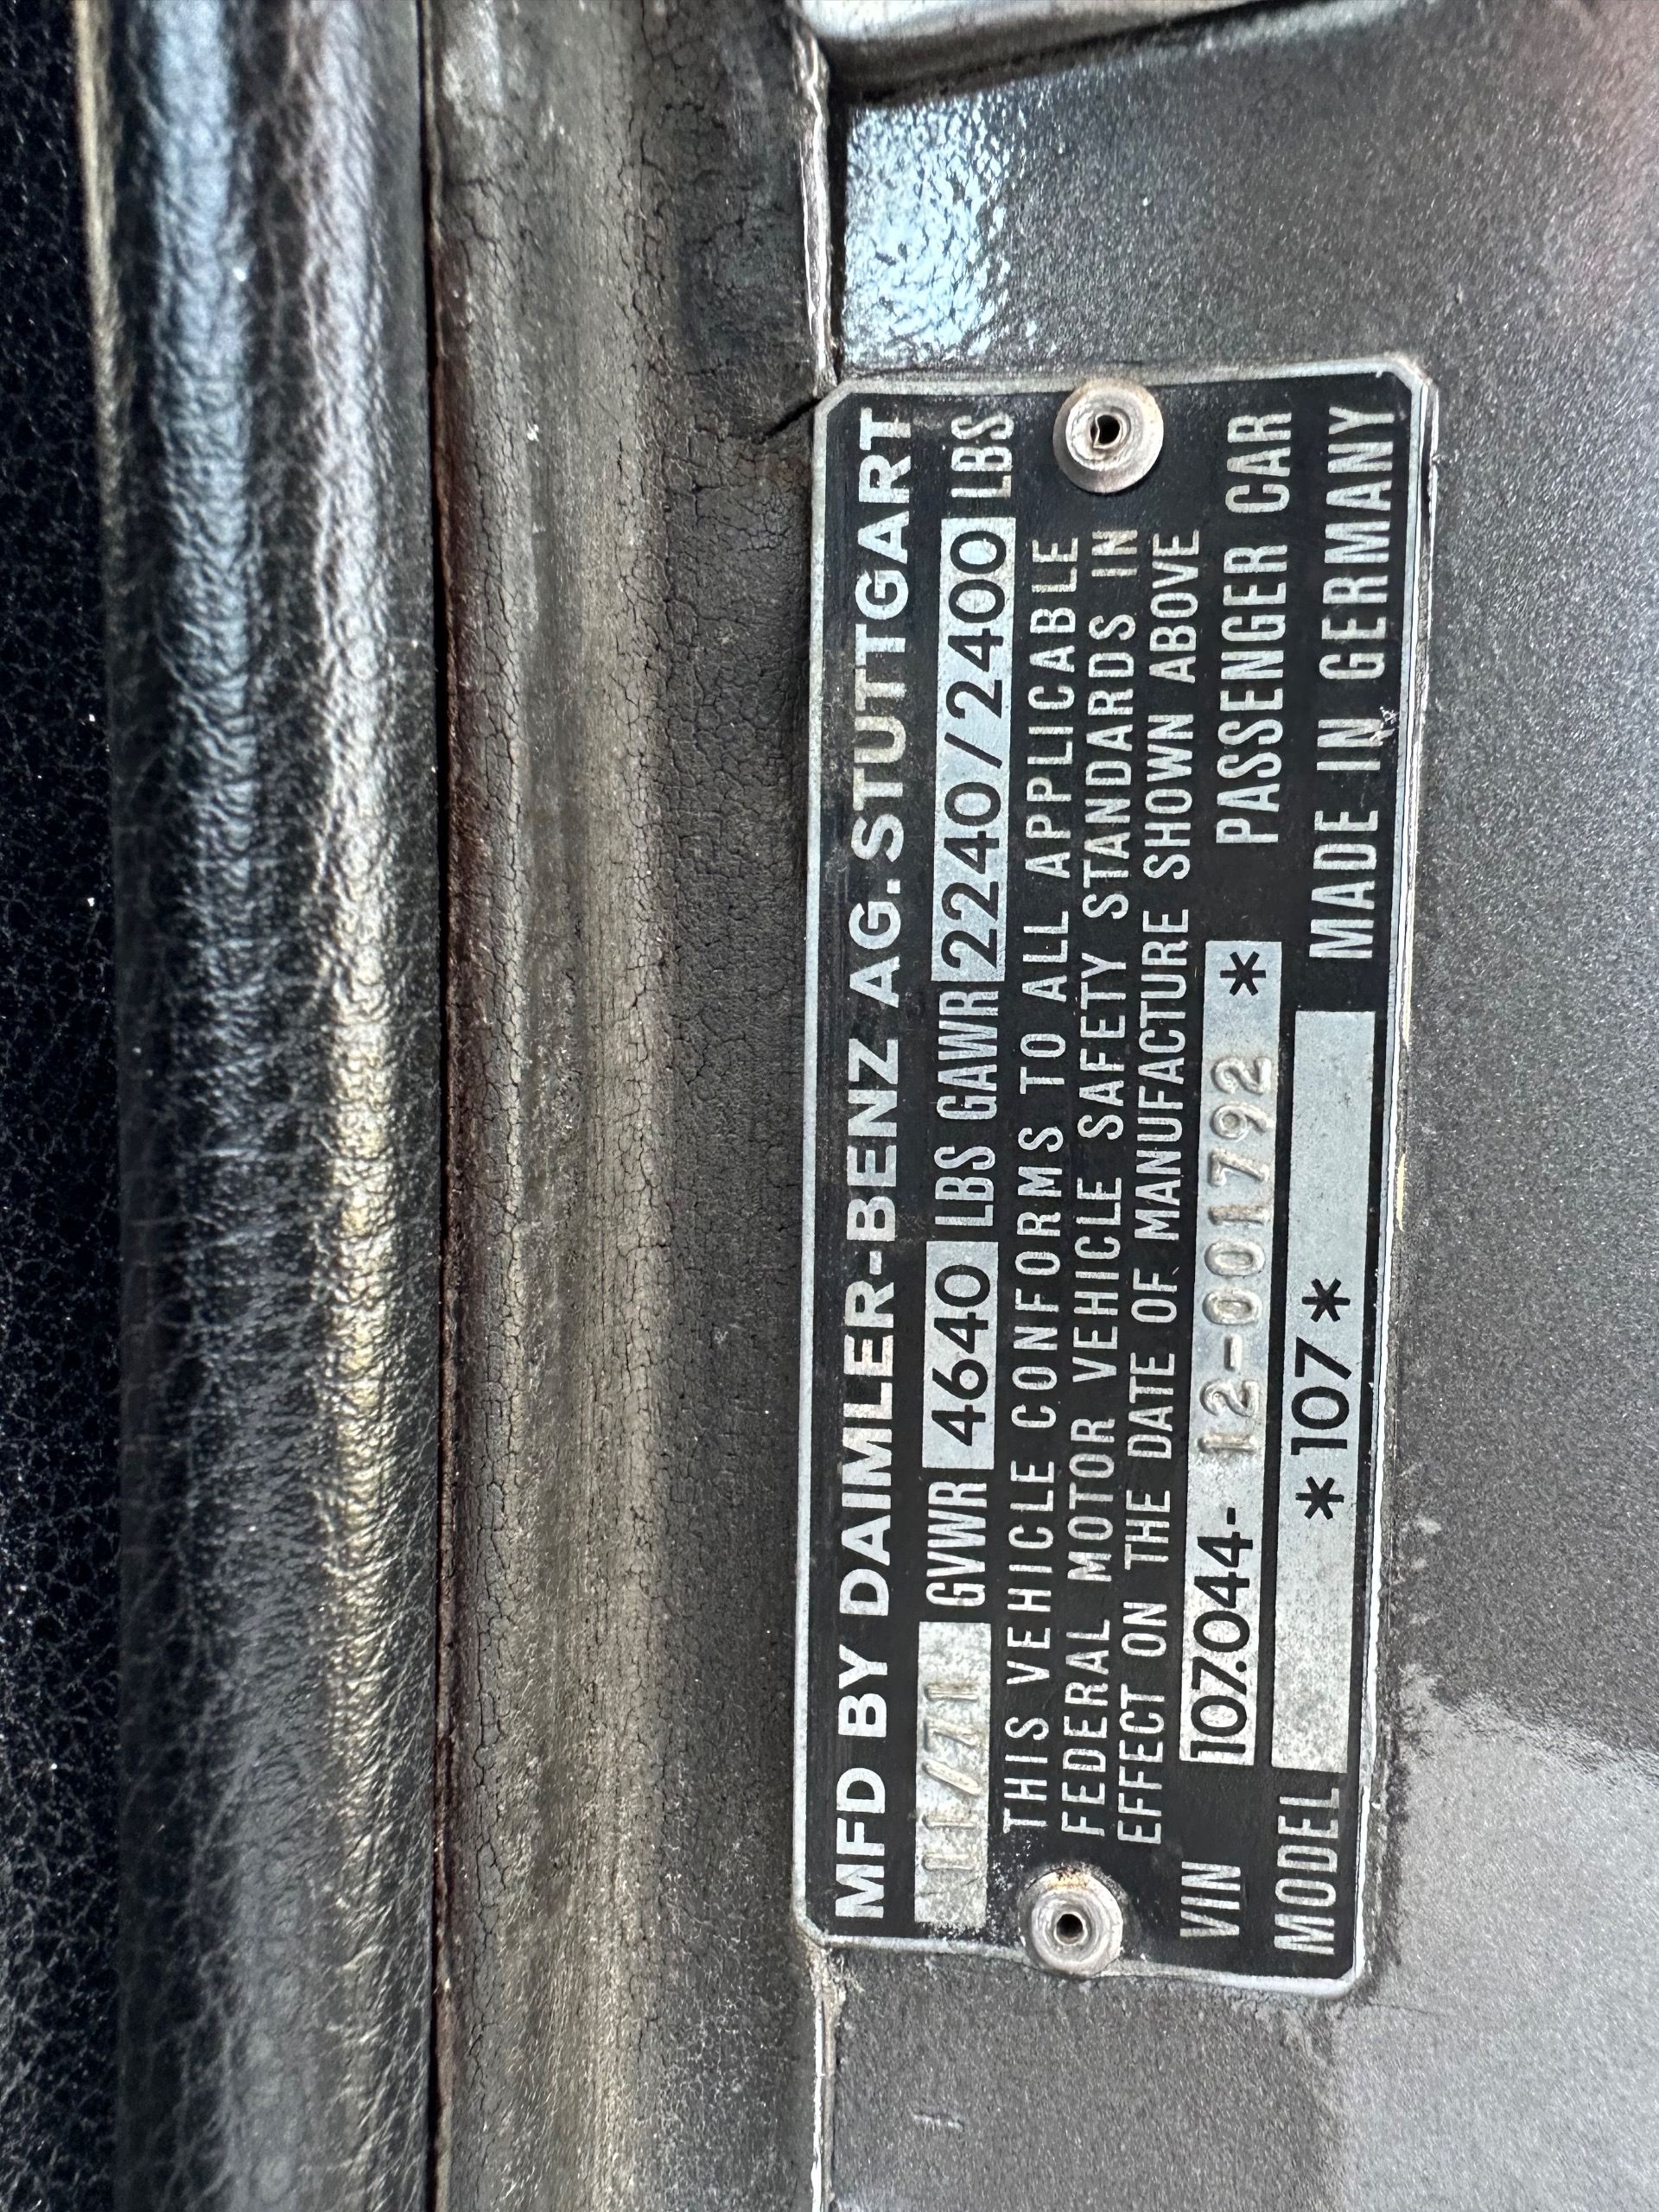 MFD BY DAIMLER-BENZ AG.STUTTGART
11/71 GVWR 4640 LBS GAWR 2240/2400 LBS
THIS VEHICLE CONFORMS TO ALL APPLICABLE
FEDERAL MOTOR VEHICLE SAFETY STANDARDS IN
EFFECT ON THE DATE OF MANUFACTURE SHOWN ABOVE
VIN 107.044-12-001792 * PASSENGER CAR
MODEL *107* MADE IN GERMANY